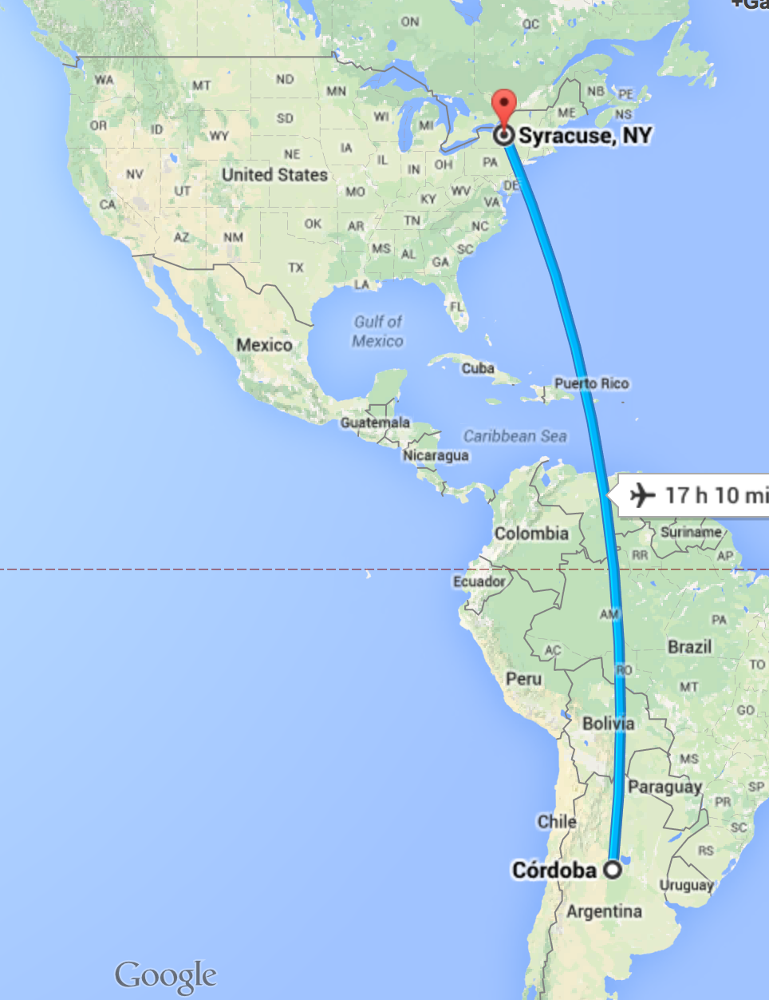 +Ga
ON
QC
WA
MT
ND
MN
NB
PE
OR
ID
SD
WI
MI
ME
NS
WY
Syracuse, NY
NE
IA
IL
IN
OH
PA
NV
United States
UT
MO
KY
WV
DE
VA
CA
OK
AR
TN
NC
AZ
NM
MS
AL
SC
GA
TX
LA
FL
Gulf of
Mexico
Mexico
Cuba
Puerto Rico
Guatemala
Caribbean Sea
Nicaragua
17 h 10 mi
Colombia
Suriname
RR
AP
Ecuador
AM
PA
AC
Brazil
RO
TO
Peru
MT
GO
Bolivia
MS
Paraguay
SP
PR
Chile
SC
RS
Córdoba
Uruguay
Argentina
Google